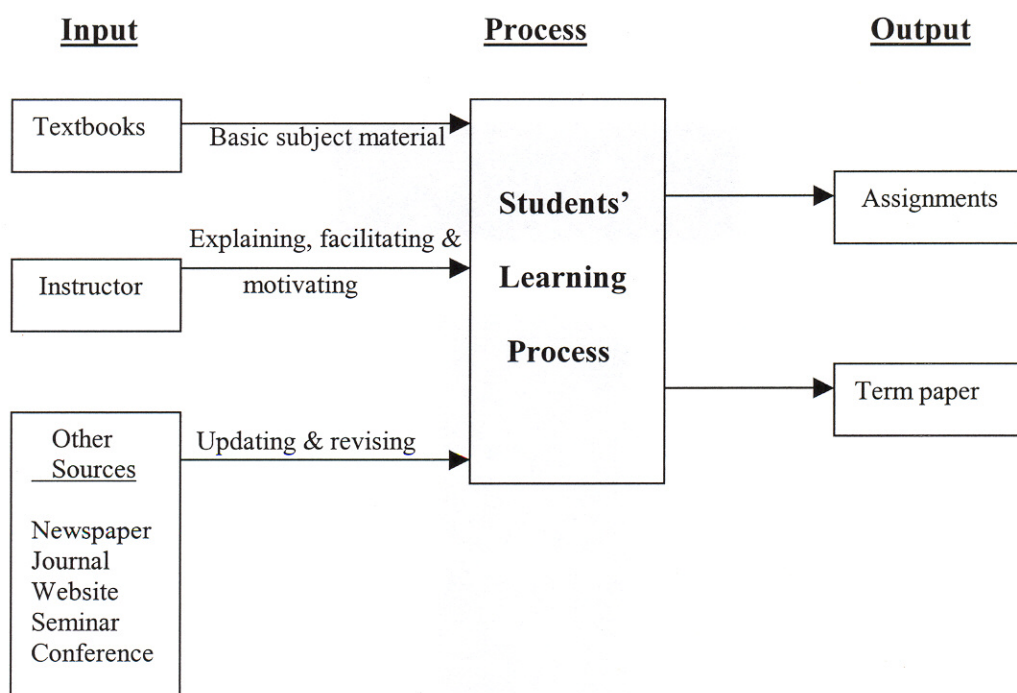 Input
Process
Output
Textbooks
Basic subject material
Students’
Learning
Process
Assignments
Explaining, facilitating &
motivating
Instructor
Term paper
Other
Sources
Updating & revising
Newspaper
Journal
Website
Seminar
Conference